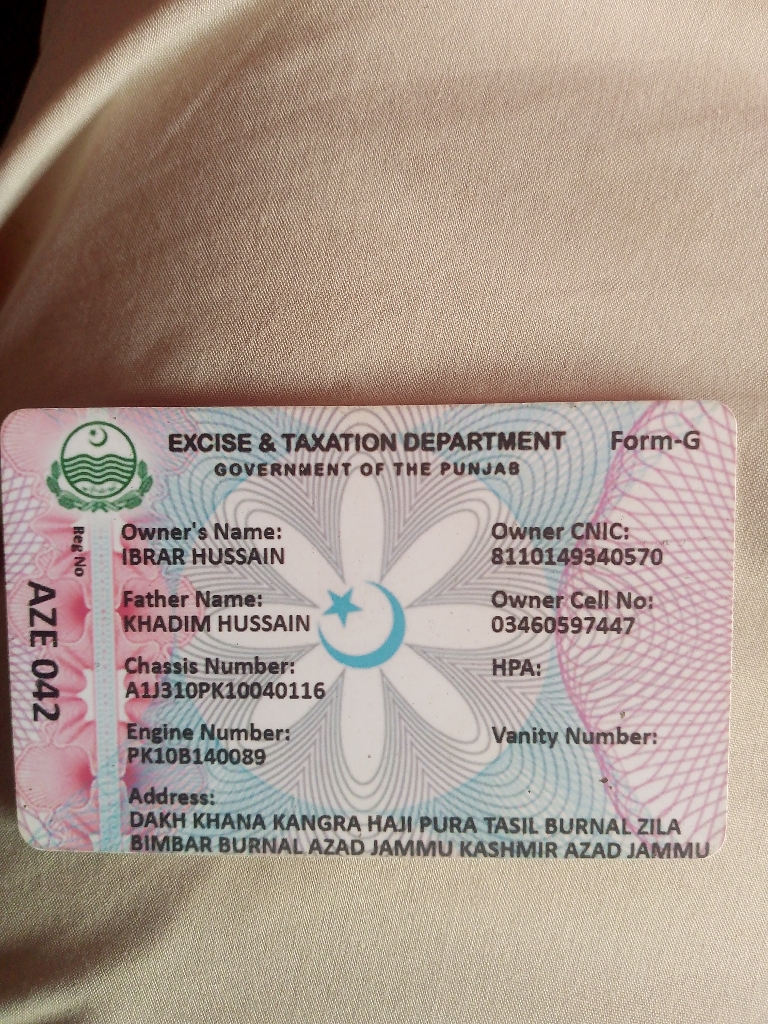 EXCISE & TAXATION DEPARTMENT Form-G
GOVERNMENT OF THE PUNJAB
Reg No
AZE 042
Owner's Name:
IBRAR HUSSAIN
Owner CNIC:
8110149340570
Father Name:
KHADIM HUSSAIN
Owner Cell No:
03460597447
Chassis Number:
A1J310PK10040116
HPA:
Engine Number:
PK10B140089
Vanity Number:
Address:
DAKH KHANA KANGRA HAJI PURA TASIL BURNAL ZILA
BIMBAR BURNAL AZAD JAMMU KASHMIR AZAD JAMMU